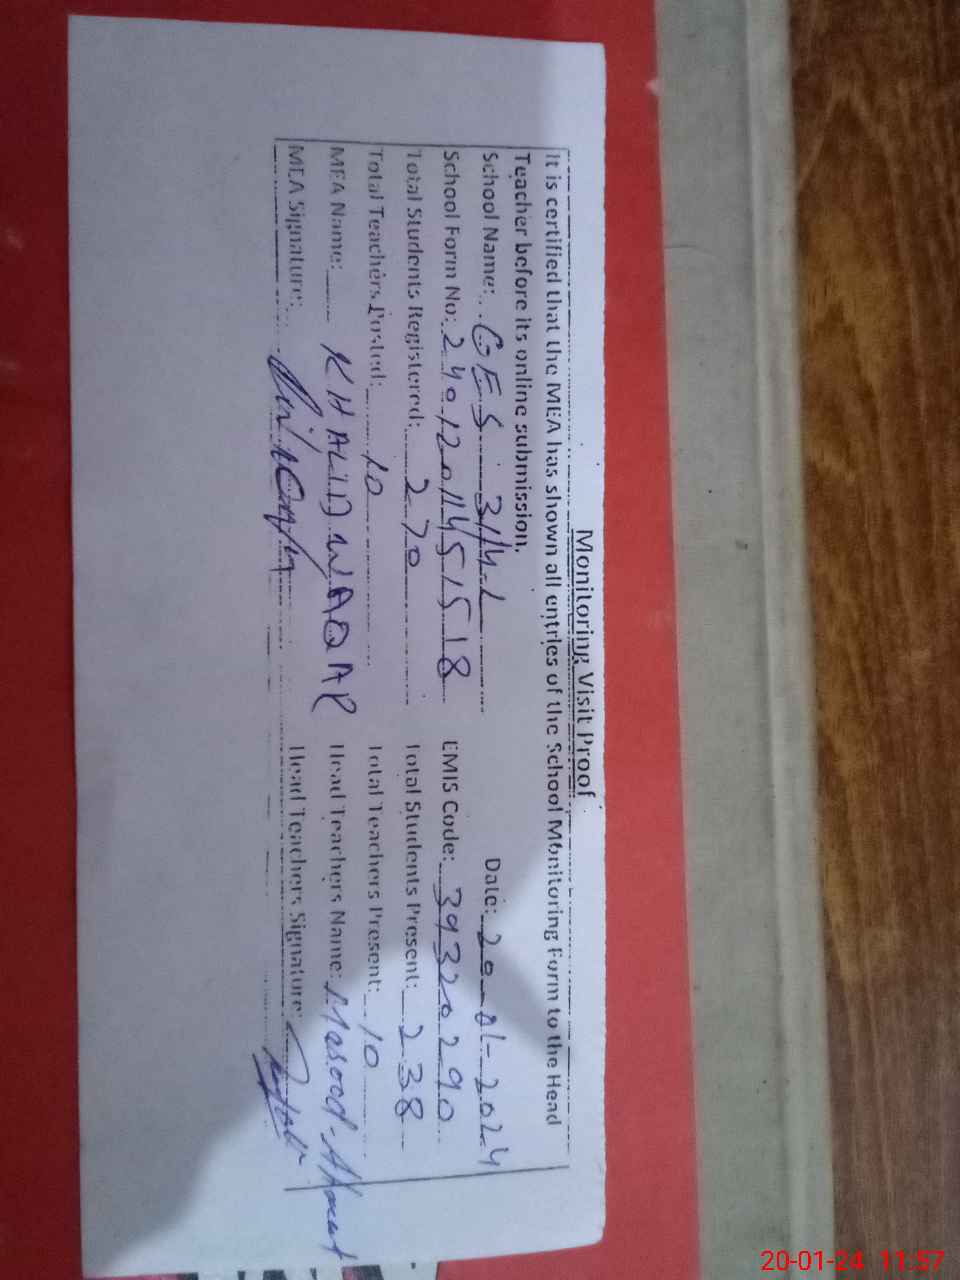 Monitoring Visit Proof
It is certified that the MEA has shown all entries of the School Monitoring Form to the Head
Teacher before its online submission.
School Name: GES 31/4-L Date: 20-01-2024
School Form No: 24012011451518 EMIS Code: 39320290
Total Students Registered: 270 Total Students Present: 238
Total Teachers Posted: 10 Total Teachers Present: 10
MEA Name: KHALID WAQAR Head Teachers Name: Masood Ahmad
MEA Signature: Head Teachers Signature:
20-01-24 11:57